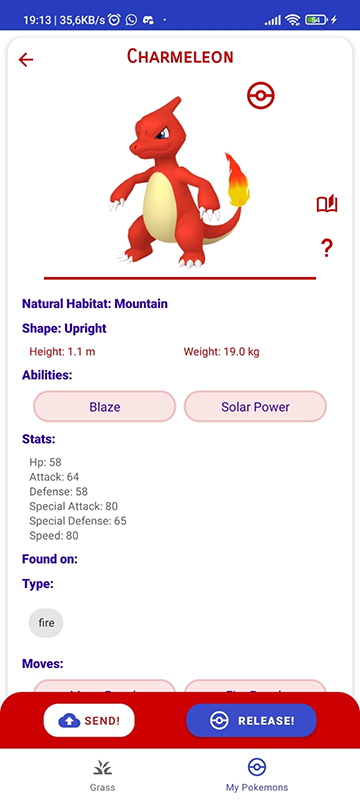 19:13 | 35,6KB/s
54
CHARMELEON
?
Natural Habitat: Mountain
Shape: Upright
Height: 1.1 m Weight: 19.0 kg
Abilities:
Blaze Solar Power
Stats:
Hp: 58
Attack: 64
Defense: 58
Special Attack: 80
Special Defense: 65
Speed: 80
Found on:
Type:
fire
Moves:
SEND! RELEASE!
Grass My Pokemons